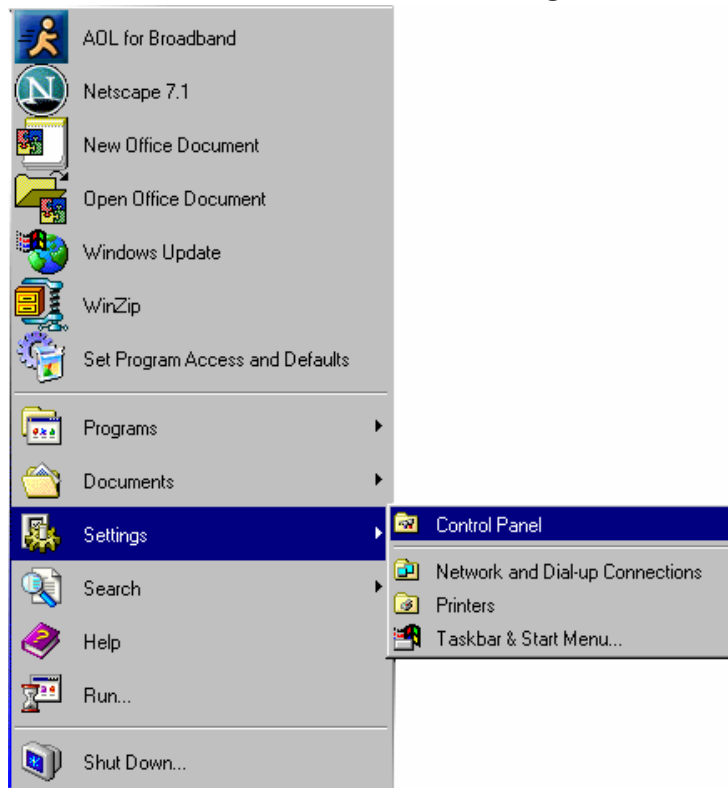 AOL for Broadband
Netscape 7.1
New Office Document
Open Office Document
Windows Update
WinZip
Set Program Access and Defaults
Programs
Documents
Settings
Search
Help
Run...
Shut Down...
Control Panel
Network and Dial-up Connections
Printers
Taskbar & Start Menu...